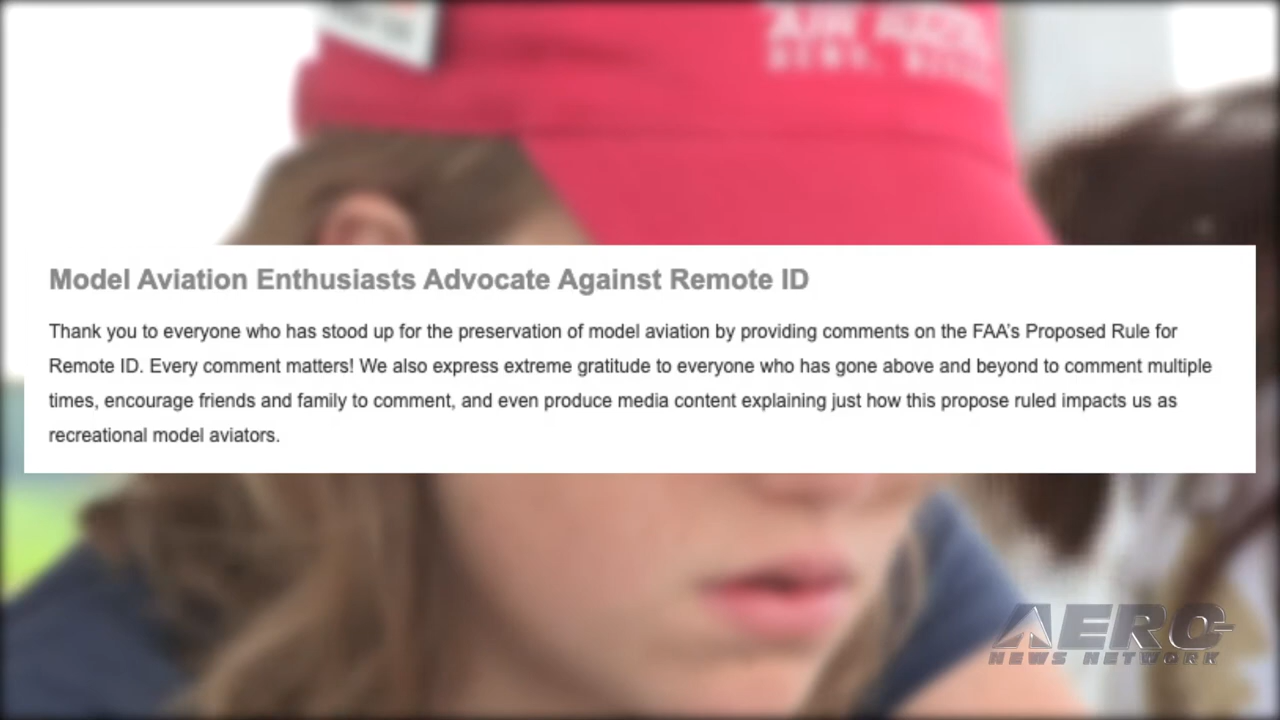 AIR RACES
Model Aviation Enthusiasts Advocate Against Remote ID
Thank you to everyone who has stood up for the preservation of model aviation by providing comments on the FAA’s Proposed Rule for
Remote ID. Every comment matters! We also express extreme gratitude to everyone who has gone above and beyond to comment multiple
times, encourage friends and family to comment, and even produce media content explaining just how this propose ruled impacts us as
recreational model aviators.
AERO
NEWS NETWORK